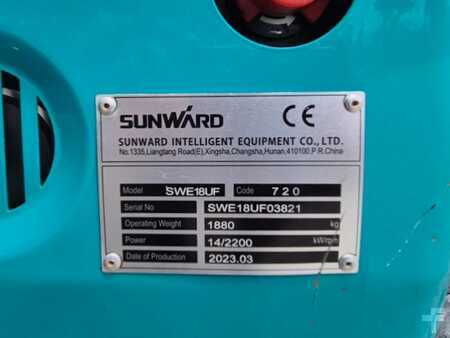 SUNWARD CE
SUNWARD INTELLIGENT EQUIPMENT CO., LTD.
No.1335,Liangtang Road(E),Xingsha,Changsha,Hunan,410100,P.R.China
Model SWE18UF Code 720
Serial No SWE18UF03821
Operating Weight 1880 kg
Power 14/2200 kW/rpm
Date of Production 2023.03